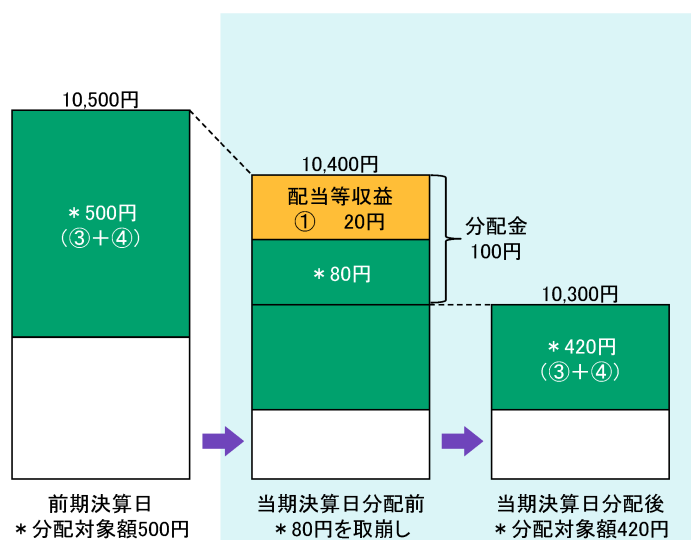 10,500円
＊500円
（③＋④）
前期決算日
＊分配対象額500円
10,400円
配当等収益
① 20円
＊80円
分配金
100円
当期決算日分配前
＊80円を取崩し
10,300円
＊420円
（③＋④）
当期決算日分配後
＊分配対象額420円